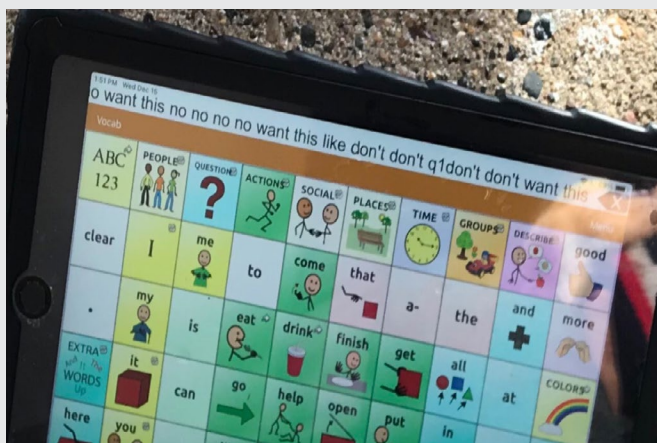 1:51 PM Wed Dec 15
o want this no no no no want this like don't don't q1don't don't want this
Vocab
ABC 123 PEOPLE QUESTION ACTIONS SOCIAL PLACES TIME GROUPS DESCRIBE good
clear I me to come that a- the and more
. my is eat drink finish get all at COLORS
EXTRA WORDS Up it can go help open put in
here you